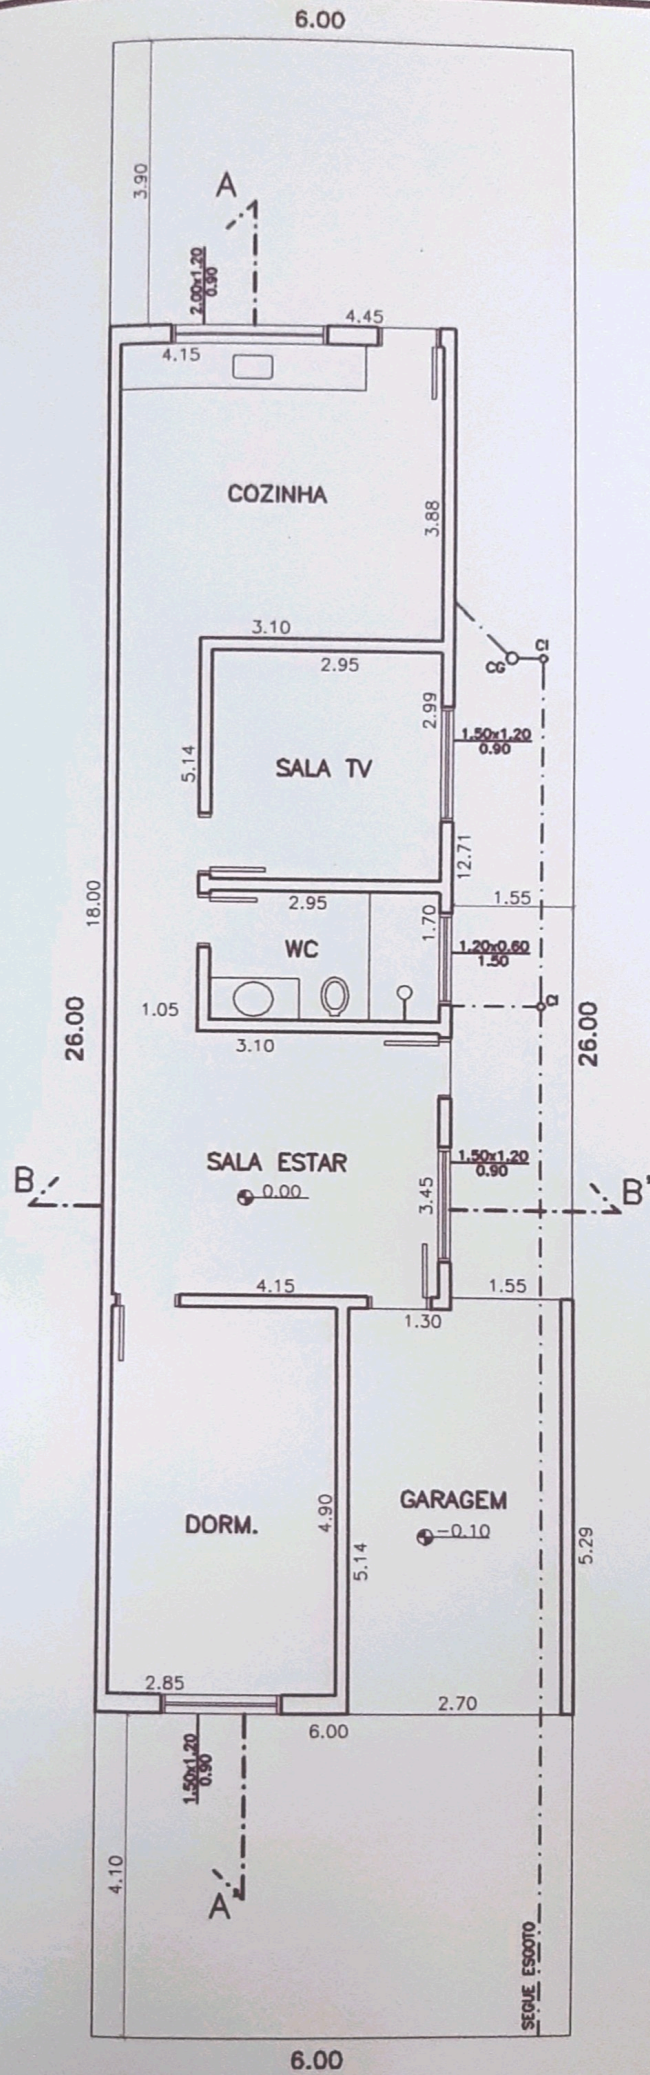 6.00
3.90
A
2.00x1.20
0.90
4.45
4.15
COZINHA
3.88
3.10
2.95
CG
CI
2.99
1.50x1.20
0.90
5.14
SALA TV
12.71
18.00
2.95
1.70
1.55
WC
1.20x0.60
1.50
1.05
CI
26.00
26.00
3.10
SALA ESTAR
1.50x1.20
0.90
B
0.00
3.45
B'
4.15
1.55
1.30
DORM.
4.90
5.14
GARAGEM
-0.10
5.29
2.85
2.70
6.00
1.50x1.20
0.90
4.10
A'
SEGUE ESGOTO
6.00